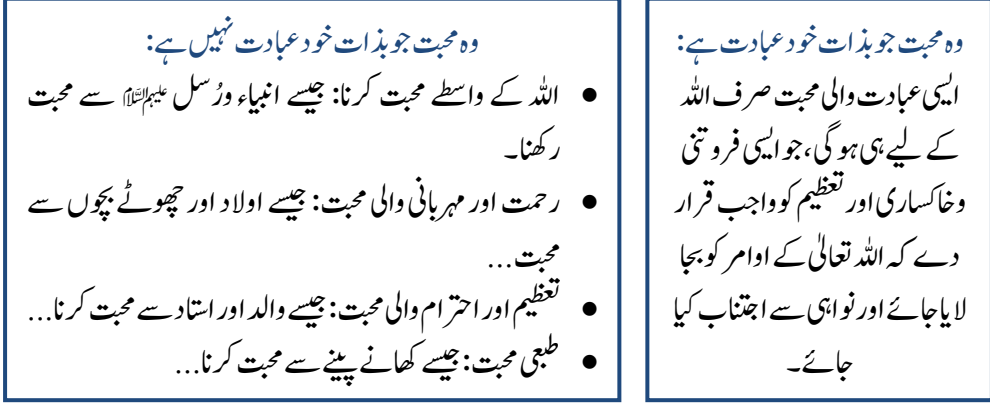 وہ محبت جو بذات خود عبادت ہے:
ایسی عبادت والی محبت صرف اللہ
کے لیے ہی ہوگی، جو ایسی فروتنی
وخاکساری اور تعظیم کو واجب قرار
دے کہ اللہ تعالیٰ کے اوامر کو بجا
لایا جائے اور نواہی سے اجتناب کیا
جائے۔
وہ محبت جو بذات خود عبادت نہیں ہے:
• اللہ کے واسطے محبت کرنا: جیسے انبیاء ورُسل علیہم السلام سے محبت
رکھنا۔
• رحمت اور مہربانی والی محبت: جیسے اولاد اور چھوٹے بچوں سے
محبت...
• تعظیم اور احترام والی محبت: جیسے والد اور استاد سے محبت کرنا...
• طبعی محبت: جیسے کھانے پینے سے محبت کرنا...